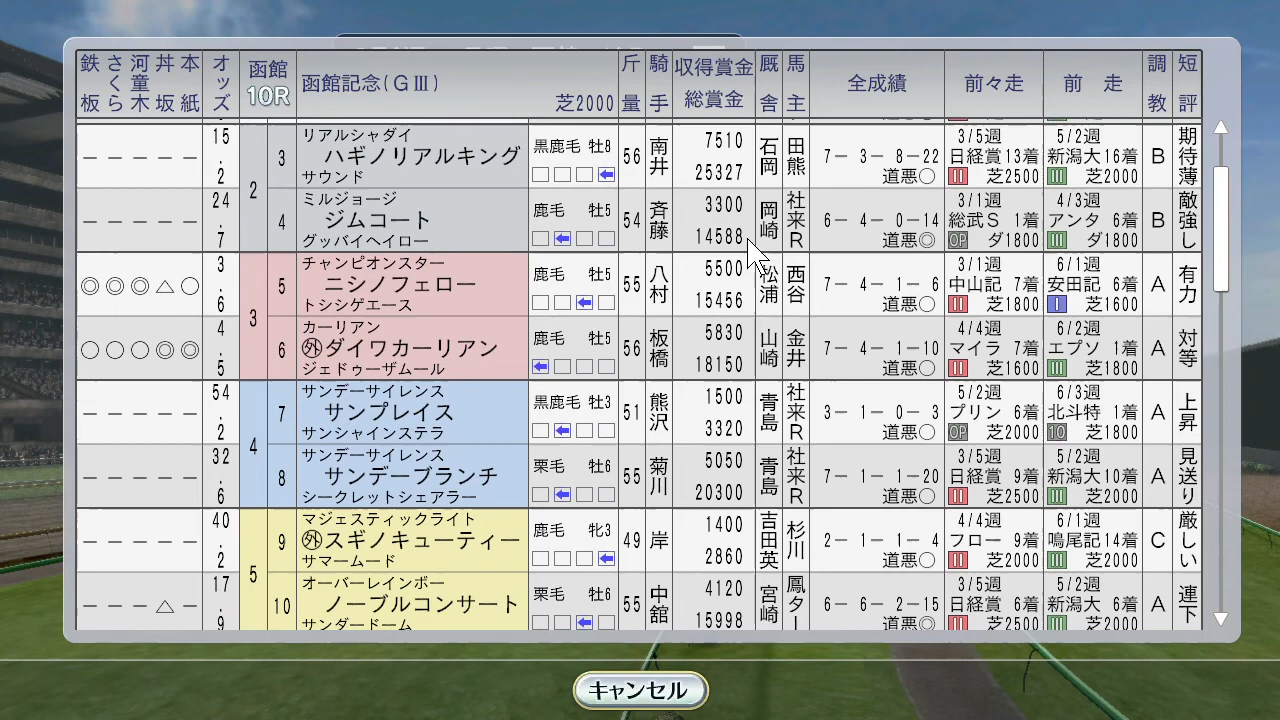 鉄板 さくら 河童木 丼坂 本紙 オッズ 函館10R 函館記念(GⅢ) 芝2000 斤量 騎手 収得賞金 総賞金 厩舎 馬主 全成績 前々走 前走 調教 短評
－ － － － － 15.2 2 3 リアルシャダイ ハギノリアルキング サウンド 黒鹿毛 牡8 56 南井 7510 25327 石岡 田熊 7－ 3－ 8－22 道悪○ 3/5週 日経賞13着 Ⅱ 芝2500 5/2週 新潟大16着 Ⅲ 芝2000 B 期待薄
－ － － － － 24.7 4 ミルジョージ ジムコート グッバイヘイロー 鹿毛 牡5 54 斉藤 3300 14588 岡崎 社来R 6－ 4－ 0－14 道悪◎ 3/1週 総武S 1着 OP ダ1800 4/3週 アンタ 6着 Ⅲ ダ1800 B 敵強し
◎ ◎ ◎ △ ○ 3.6 3 5 チャンピオンスター ニシノフェロー トシシゲエース 鹿毛 牡5 55 八村 5500 15456 松浦 西谷 7－ 4－ 1－ 6 道悪○ 3/1週 中山記 7着 Ⅱ 芝1800 6/1週 安田記 6着 Ⅰ 芝1600 A 有力
○ ○ ○ ◎ ◎ 4.5 6 カーリアン ㊕ダイワカーリアン ジェドゥーザムール 鹿毛 牡5 56 板橋 5830 18150 山崎 金井 7－ 4－ 1－10 道悪○ 4/4週 マイラ 7着 Ⅱ 芝1600 6/2週 エプソ 1着 Ⅲ 芝1800 A 対等
－ － － － － 54.2 4 7 サンデーサイレンス サンプレイス サンシャインステラ 黒鹿毛 牡3 51 熊沢 1500 3320 青島 社来R 3－ 1－ 0－ 3 道悪○ 5/2週 プリン 6着 OP 芝2000 6/3週 北斗特 1着 10 芝1800 A 上昇
－ － － － － 32.6 8 サンデーサイレンス サンデーブランチ シークレットシェアラー 栗毛 牡6 55 菊川 5050 20300 青島 社来R 7－ 1－ 1－20 道悪○ 3/5週 日経賞 9着 Ⅱ 芝2500 5/2週 新潟大10着 Ⅲ 芝2000 A 見送り
－ － － － － 40.2 5 9 マジェスティックライト スギノキューティー サマームード 鹿毛 牝3 49 岸 1400 2860 吉田英 杉川 2－ 1－ 1－ 4 道悪○ 4/4週 フロー 9着 Ⅱ 芝2000 6/1週 鳴尾記14着 Ⅲ 芝2000 C 厳しい
－ － － △ － 17.9 10 オーバーレインボー ノーブルコンサート サンダードーム 栗毛 牡6 55 中舘 4120 15998 宮崎 鳳ター 6－ 6－ 2－15 道悪◎ 3/5週 日経賞 6着 Ⅱ 芝2500 5/2週 新潟大 6着 Ⅲ 芝2000 A 連下
キャンセル